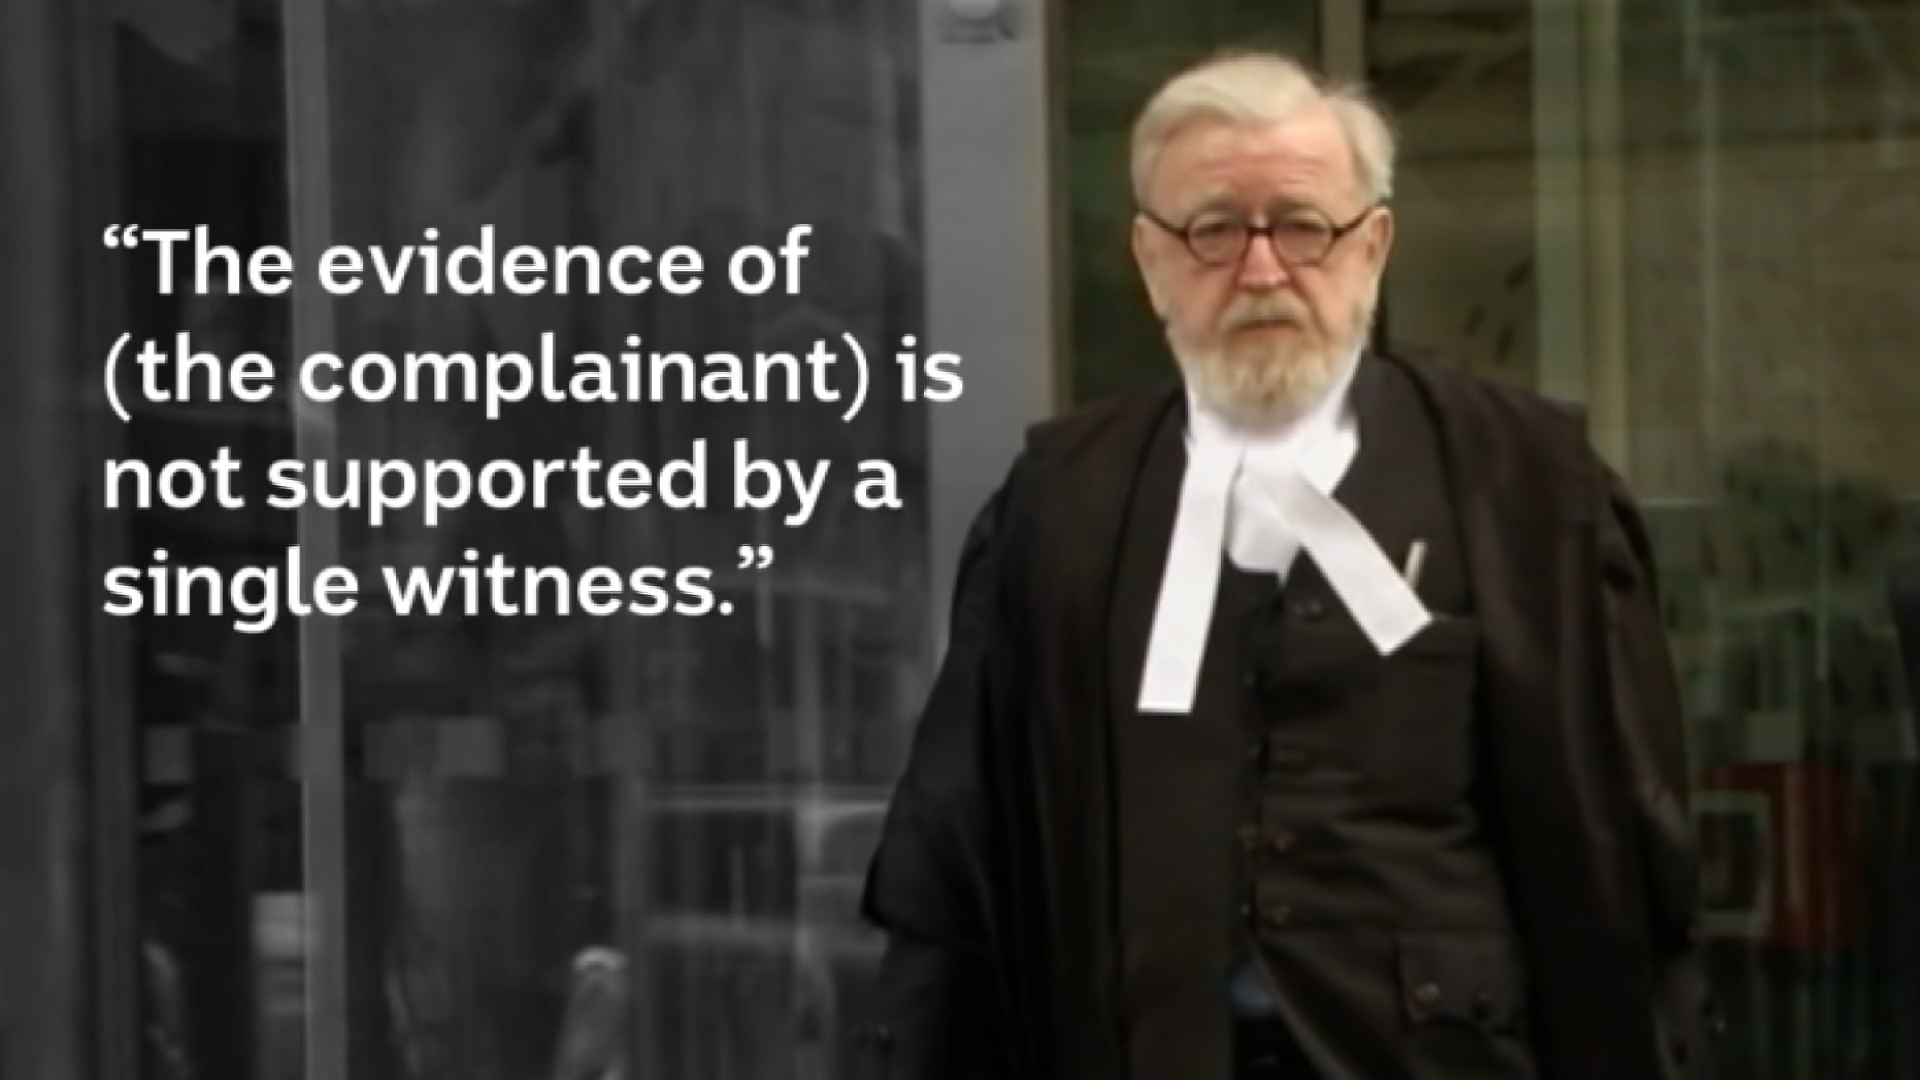 “The evidence of
(the complainant) is
not supported by a
single witness.”